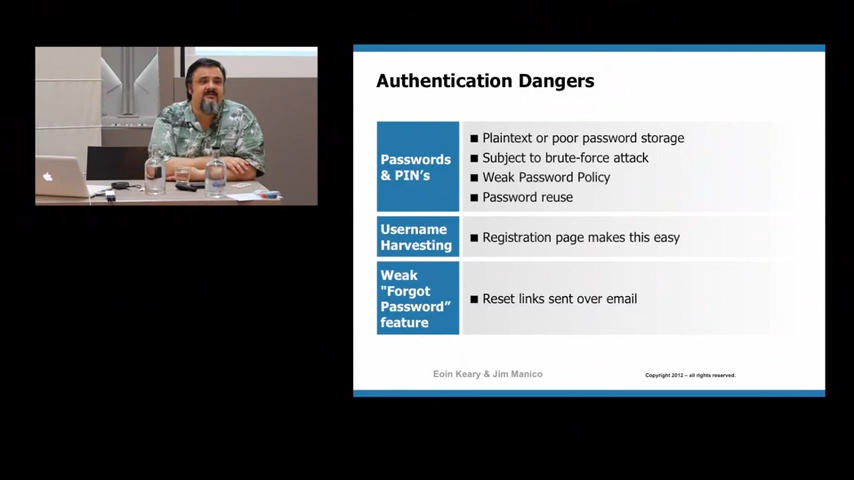 Authentication Dangers
Passwords
& PIN's
■ Plaintext or poor password storage
■ Subject to brute-force attack
■ Weak Password Policy
■ Password reuse
Username
Harvesting
■ Registration page makes this easy
Weak
"Forgot
Password”
feature
■ Reset links sent over email
Eoin Keary & Jim Manico
Copyright 2012 – all rights reserved.